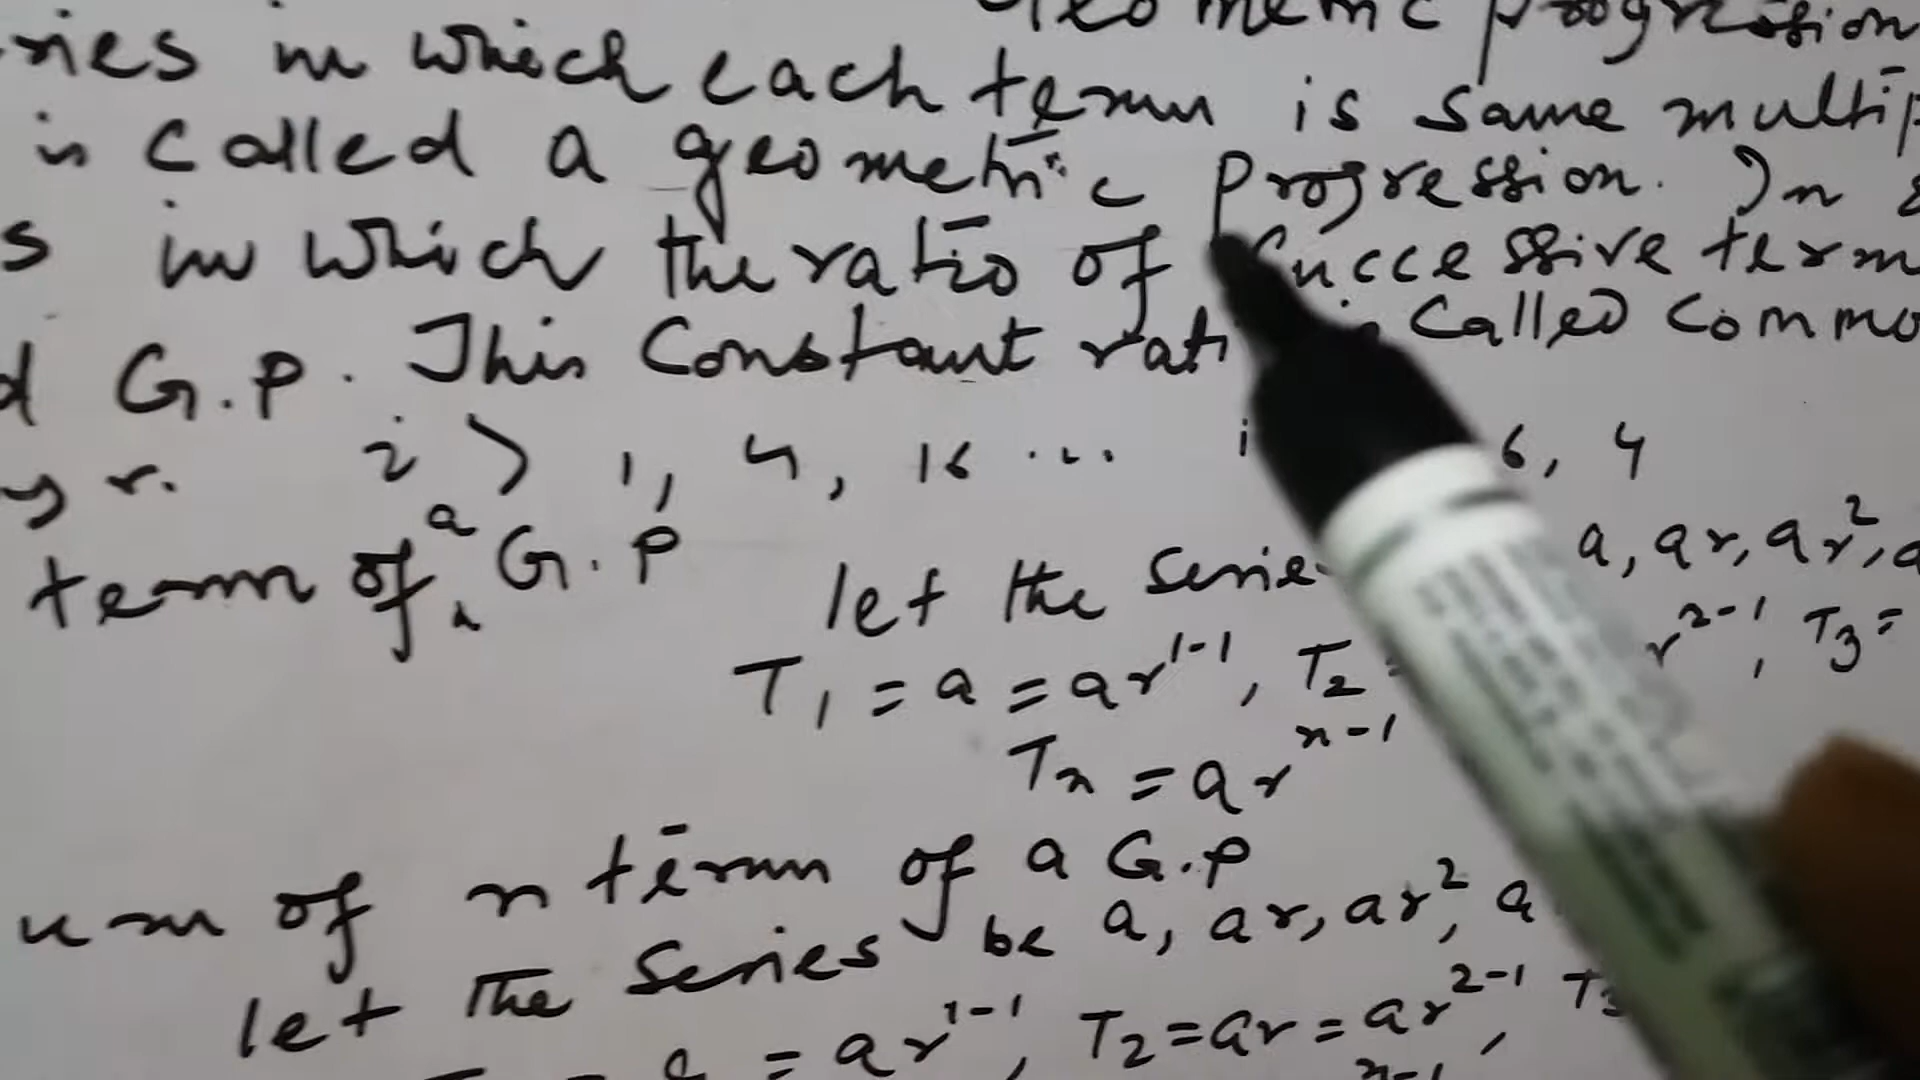 Geometric progression
ries in which each term is same multip
is called a geometric progression. In
s in which the ratio of successive term
d G.P. This constant rati is called commo
y r. i > 1, 4, 16 ... i 6, 4
term of a G.P
let the serie a, ar, ar², a
T₁ = a = ar¹⁻¹, T₂ = r²⁻¹, T₃ =
Tₙ = arⁿ⁻¹
um of n term of a G.P
let the series be a, ar, ar², a
a = ar¹⁻¹, T₂ = ar = ar²⁻¹, T₃
n-1